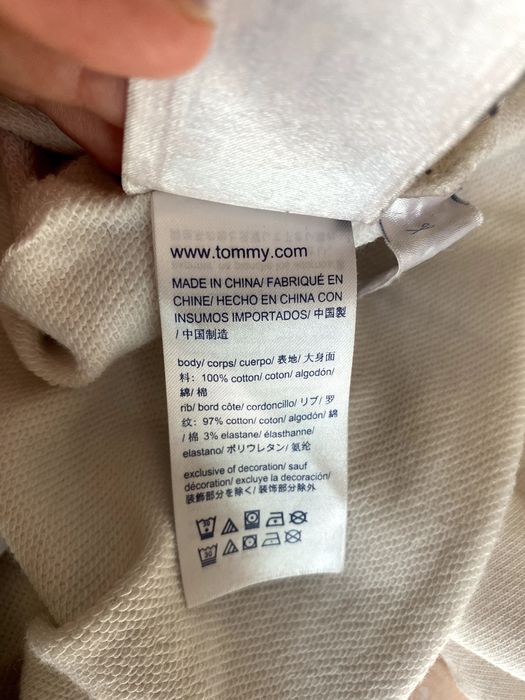 www.tommy.com
MADE IN CHINA/ FABRIQUÉ EN
CHINE/ HECHO EN CHINA CON
INSUMOS IMPORTADOS/ 中国製
/ 中国制造
body/ corps/ cuerpo/ 表地/ 大身面
料: 100% cotton/ coton/ algodón/
綿/ 棉
rib/ bord côte/ cordoncillo/ リブ/ 罗
纹: 97% cotton/ coton/ algodón/ 綿
/ 棉 3% elastane/ élasthanne/
elastano/ ポリウレタン/ 氨纶
exclusive of decoration/ sauf
décoration/ excluye la decoración/
装飾部分を除く/ 装饰部分除外
30
30